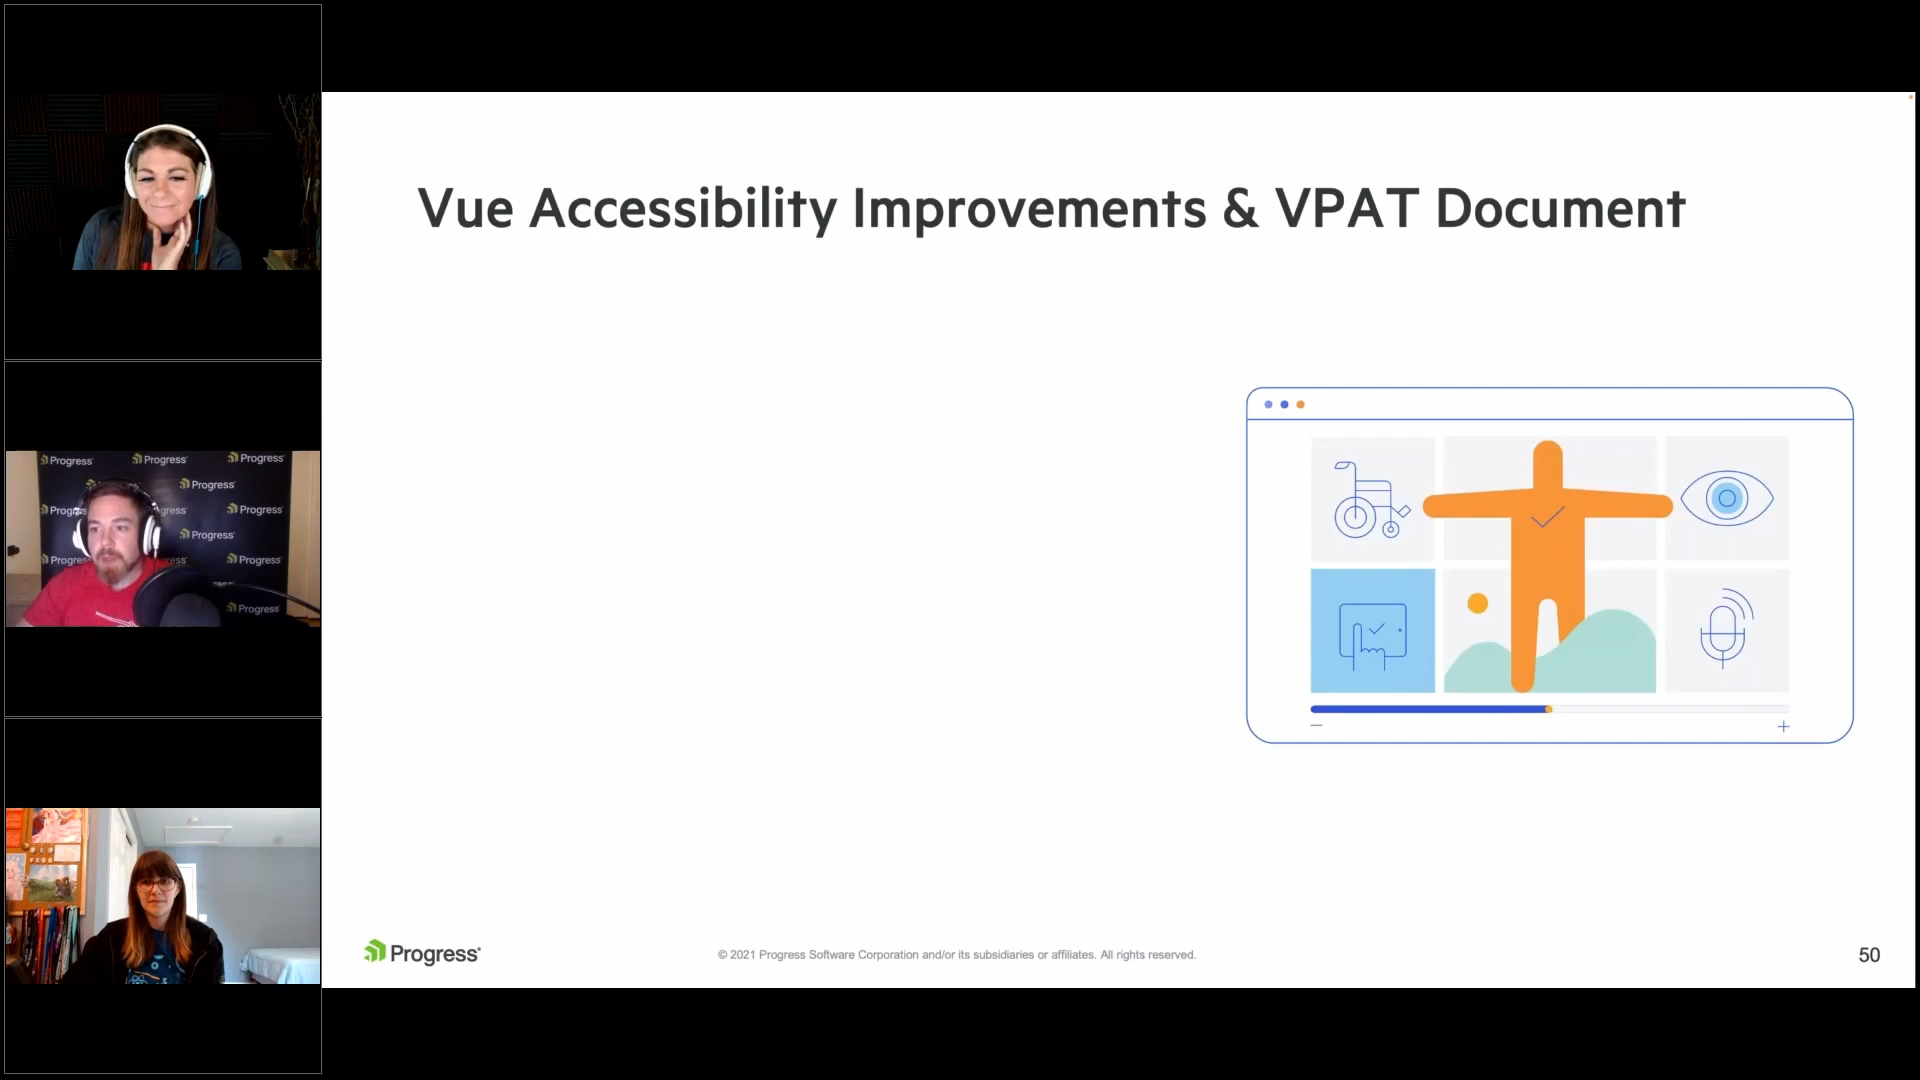 Vue Accessibility Improvements & VPAT Document
Progress®
© 2021 Progress Software Corporation and/or its subsidiaries or affiliates. All rights reserved.
50
Progress
Progress
Progress
Progress
Progress
Progress
Progress
Progress